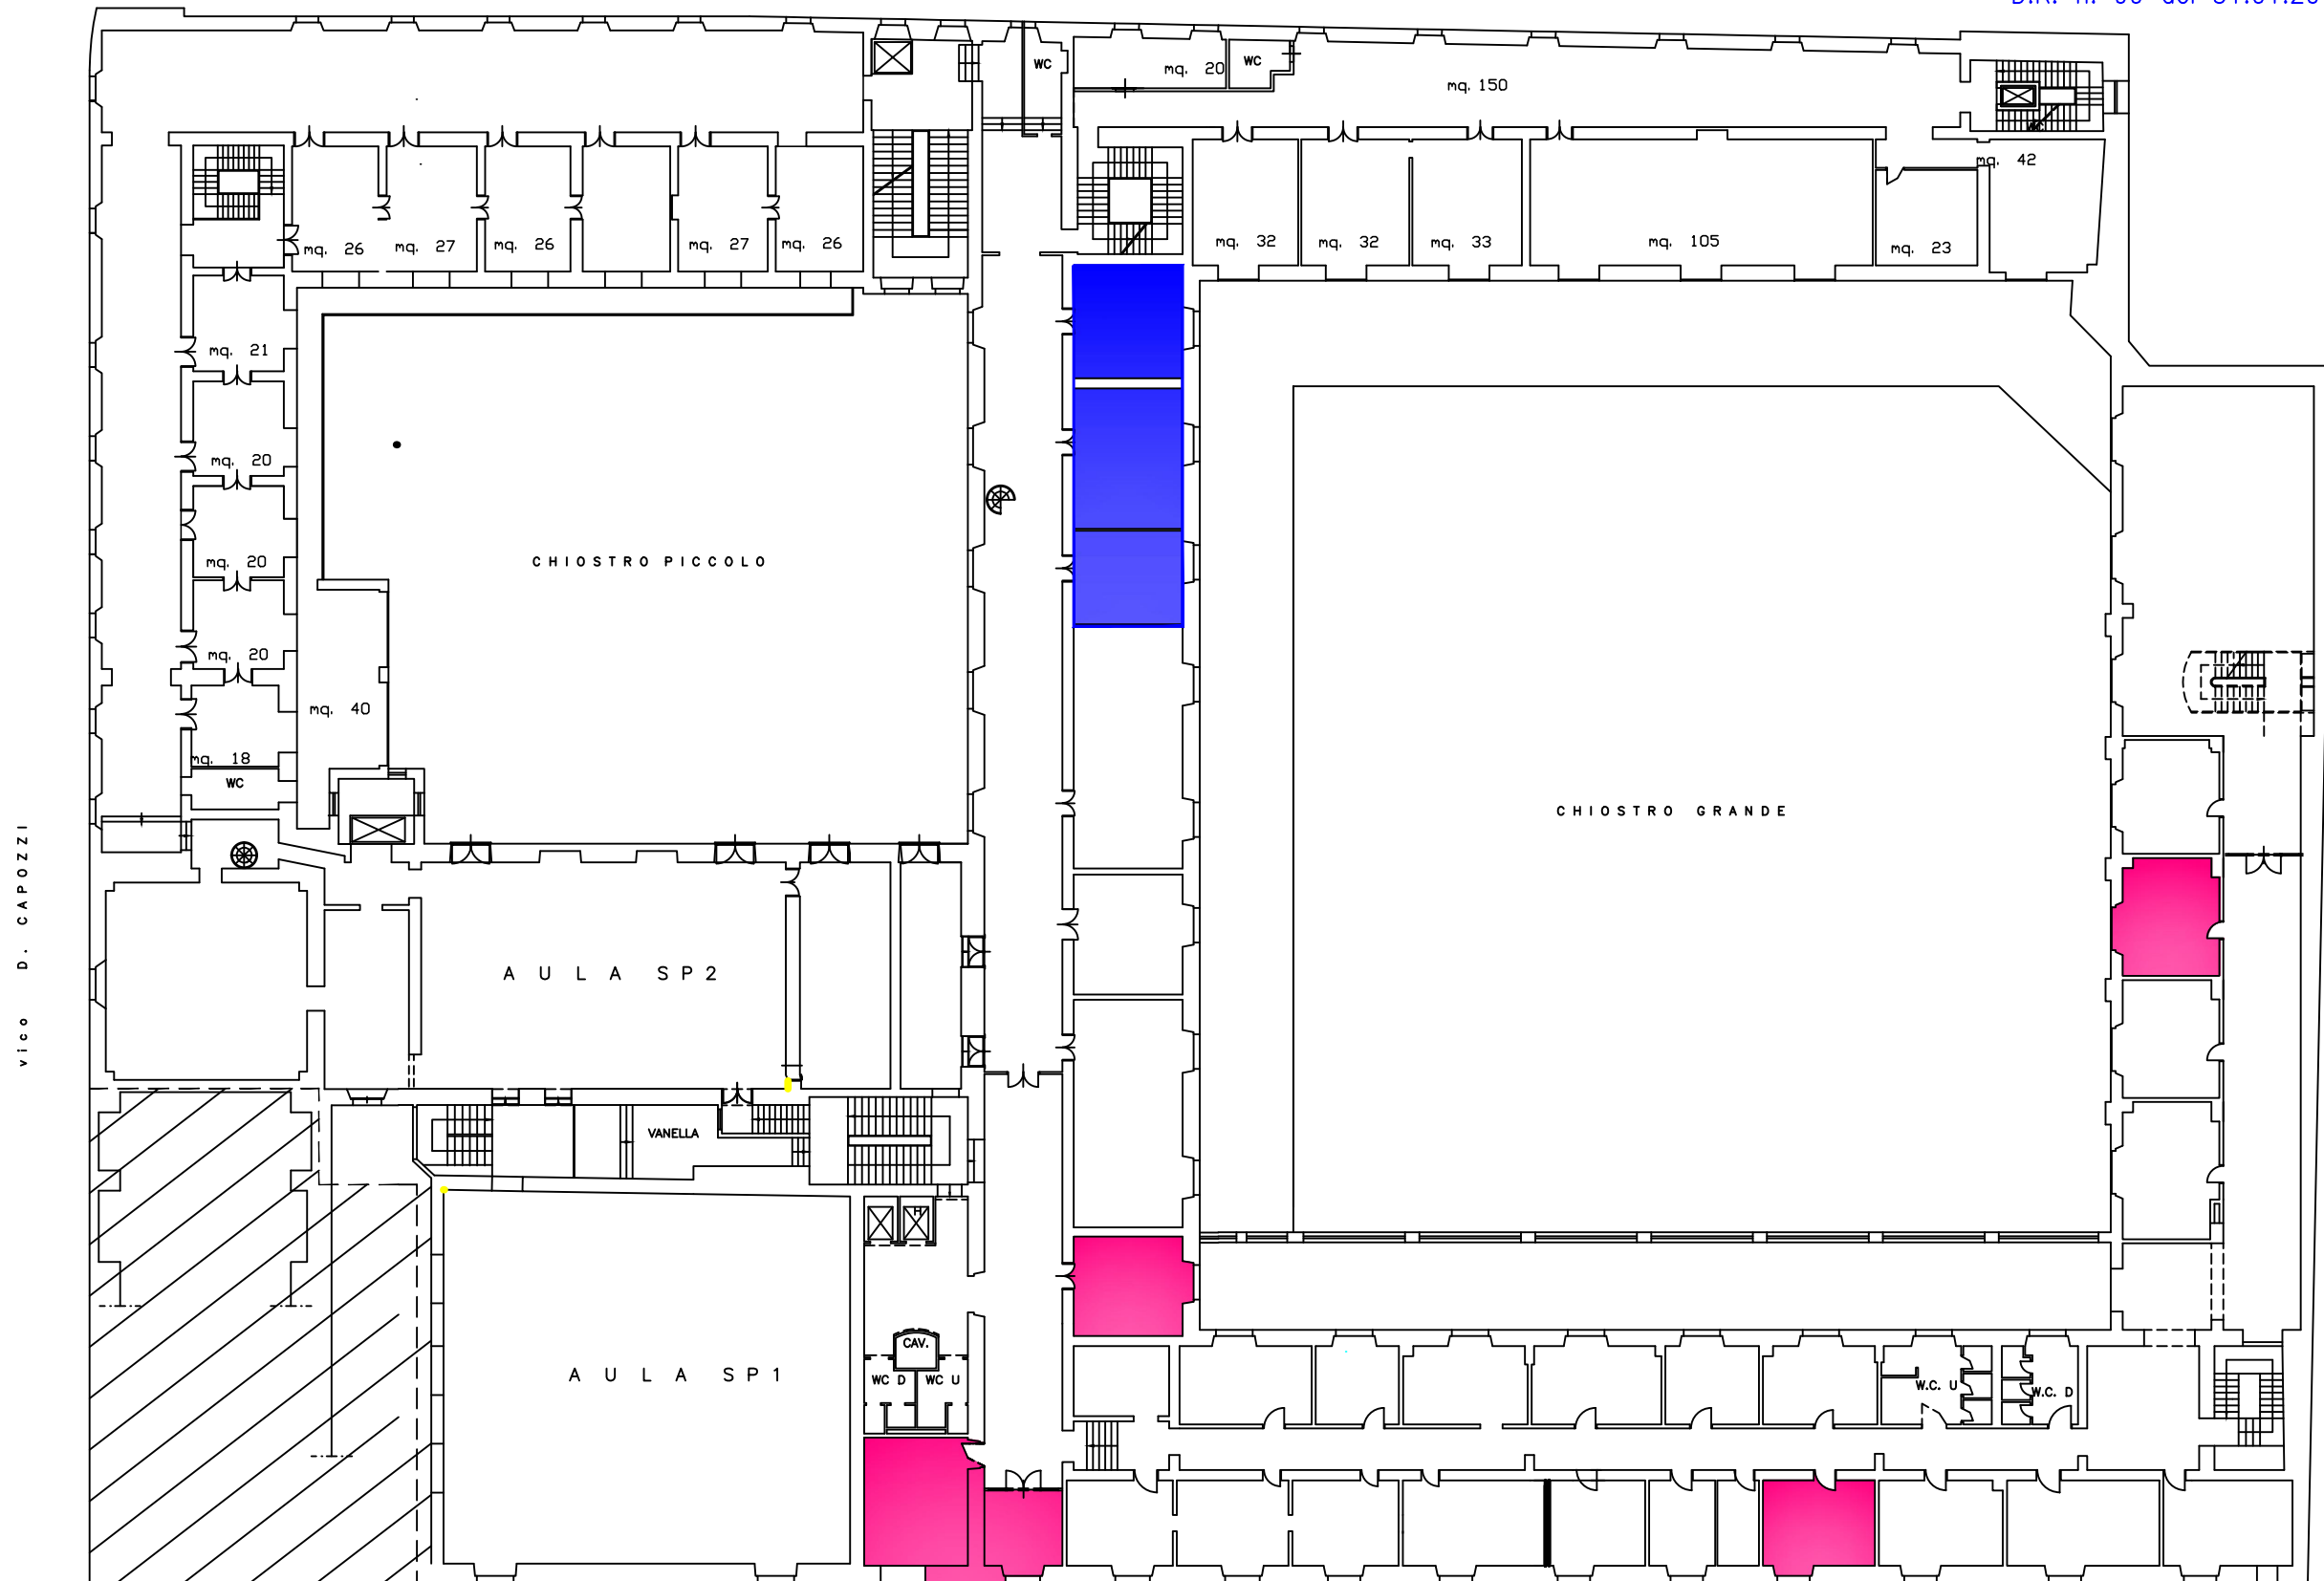 WC
mq. 20
WC
mq. 150
WC
mq. 42
mq. 26
mq. 27
mq. 26
mq. 27
mq. 26
mq. 32
mq. 32
mq. 33
mq. 105
mq. 23
mq. 21
mq. 20
mq. 20
mq. 20
mq. 40
mq. 18
WC
CHIOSTRO PICCOLO
CHIOSTRO GRANDE
vico D. CAPOZZI
AULA SP2
VANELLA
H
AULA SP1
CAV.
WC D
WC U
W.C. U
W.C. D